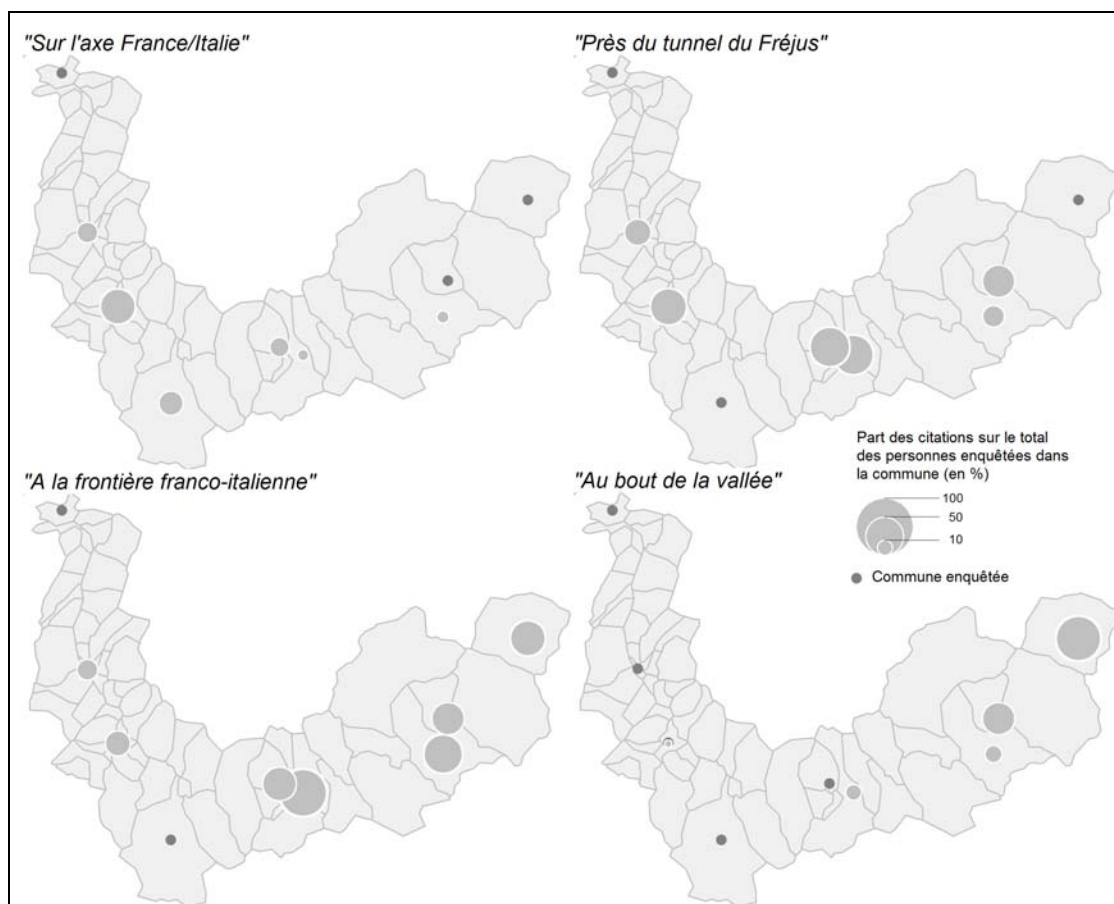 "Sur l'axe France/Italie"
"Près du tunnel du Fréjus"
"A la frontière franco-italienne"
"Au bout de la vallée"
Part des citations sur le total
des personnes enquêtées dans
la commune (en %)
100
50
10
Commune enquêtée